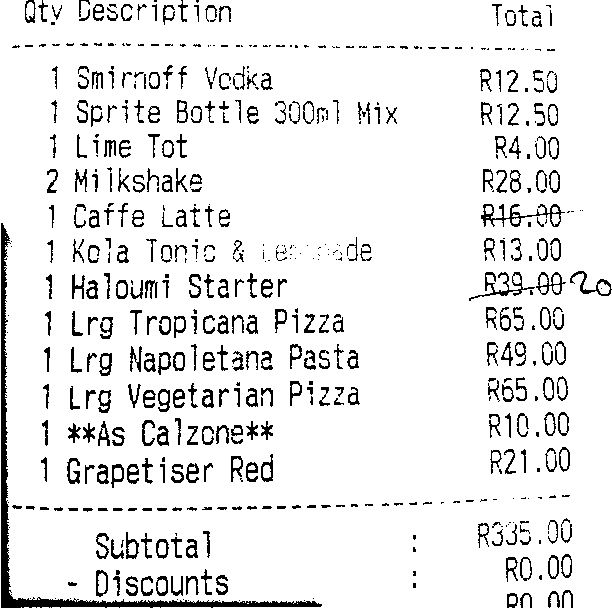 Qty Description Total
1 Smirnoff Vodka R12.50
1 Sprite Bottle 300ml Mix R12.50
1 Lime Tot R4.00
2 Milkshake R28.00
1 Caffe Latte R16.00
1 Kola Tonic & Lemonade R13.00
1 Haloumi Starter R39.00 20
1 Lrg Tropicana Pizza R65.00
1 Lrg Napoletana Pasta R49.00
1 Lrg Vegetarian Pizza R65.00
1 **As Calzone** R10.00
1 Grapetiser Red R21.00
Subtotal : R335.00
- Discounts : R0.00
R0.00